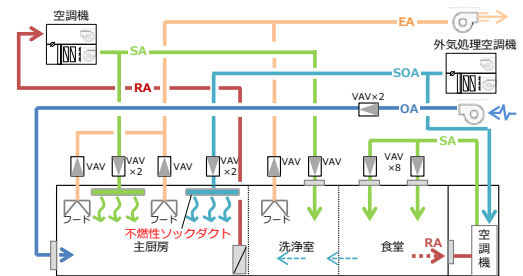 空調機
EA
SA
外気処理空調機
SOA
RA
VAV×2
OA
SA
VAV
VAV
×2
VAV
VAV
×2
VAV
VAV
VAV
×8
フード
フード
フード
不燃性ソックダクト
主厨房
洗浄室
食堂
RA
空
調
機